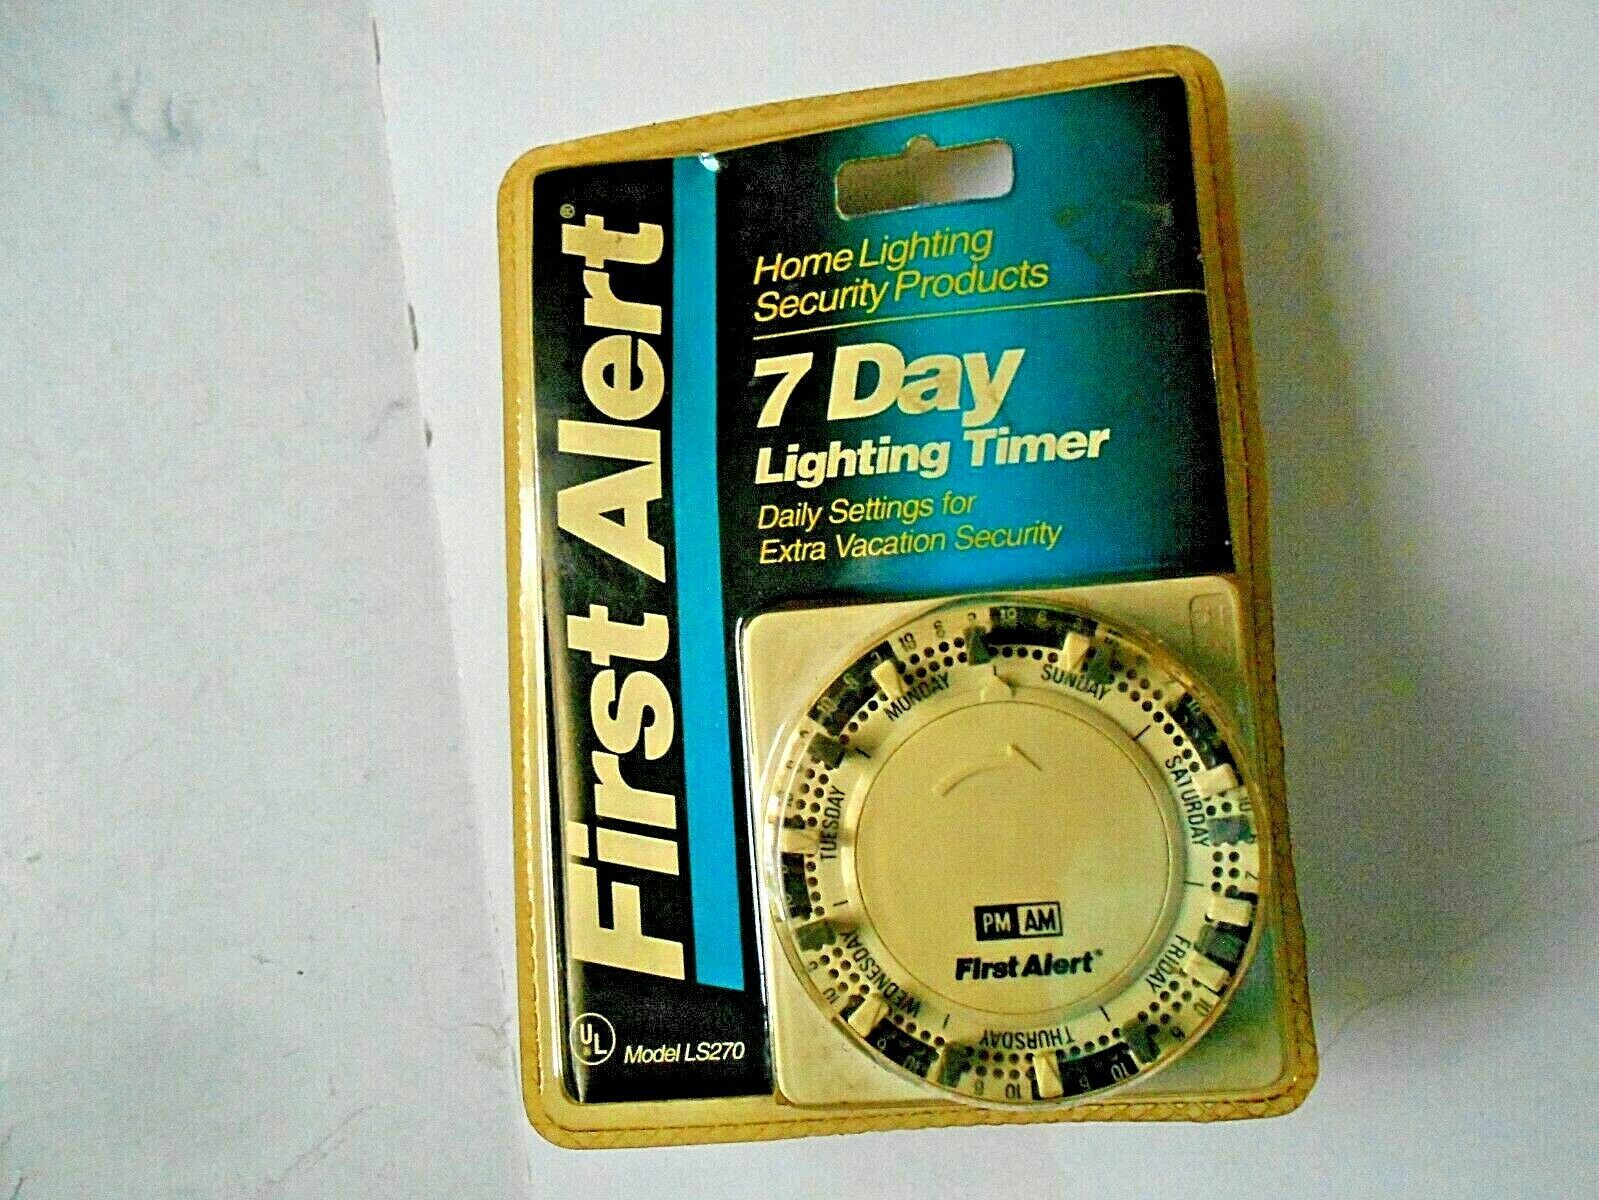 First Alert®
Home Lighting
Security Products
7 Day
Lighting Timer
Daily Settings for
Extra Vacation Security
SUNDAY
MONDAY
TUESDAY
WEDNESDAY
THURSDAY
FRIDAY
SATURDAY
PM AM
First Alert®
UL
Model LS270